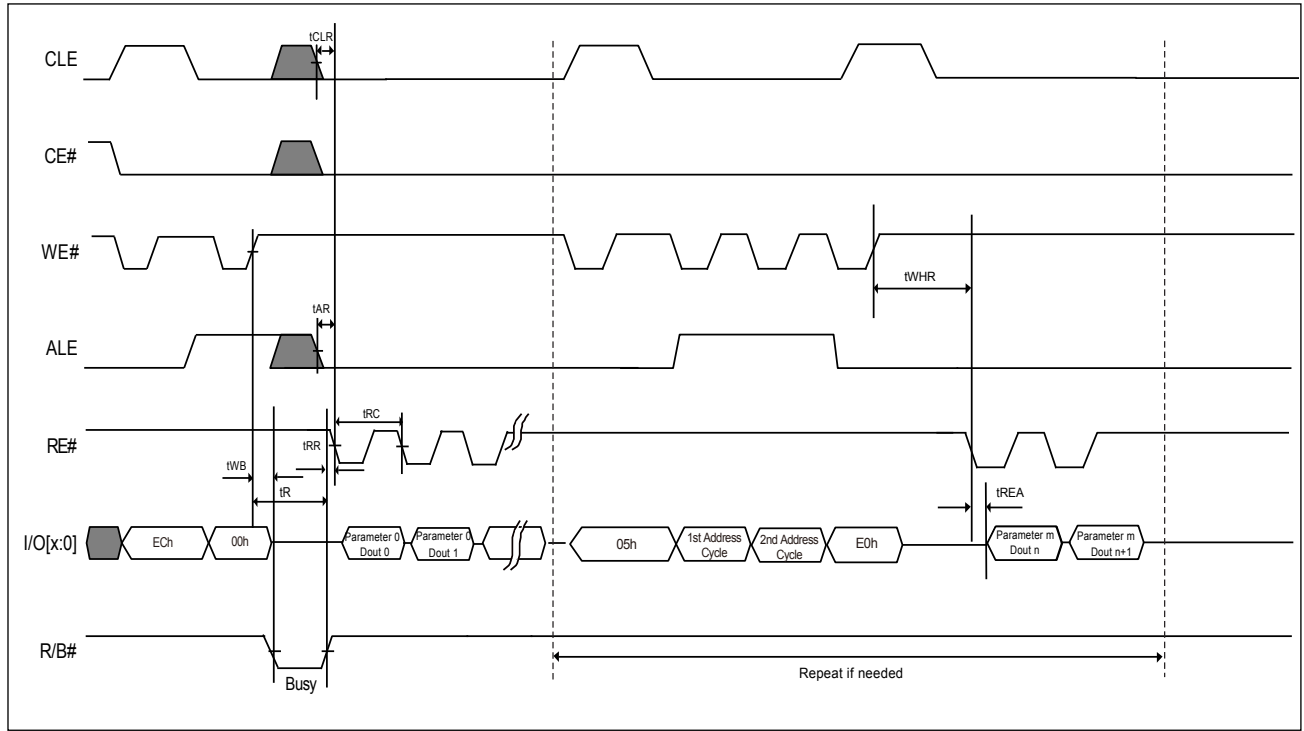 CLE
tCLR
CE#
WE#
tWHR
ALE
tAR
RE#
tRC
tRR
tWB
tR
tREA
I/O[x:0]
ECh
00h
Parameter 0
Dout 0
Parameter 0
Dout 1
05h
1st Address
Cycle
2nd Address
Cycle
E0h
Parameter m
Dout n
Parameter m
Dout n+1
R/B#
Busy
Repeat if needed